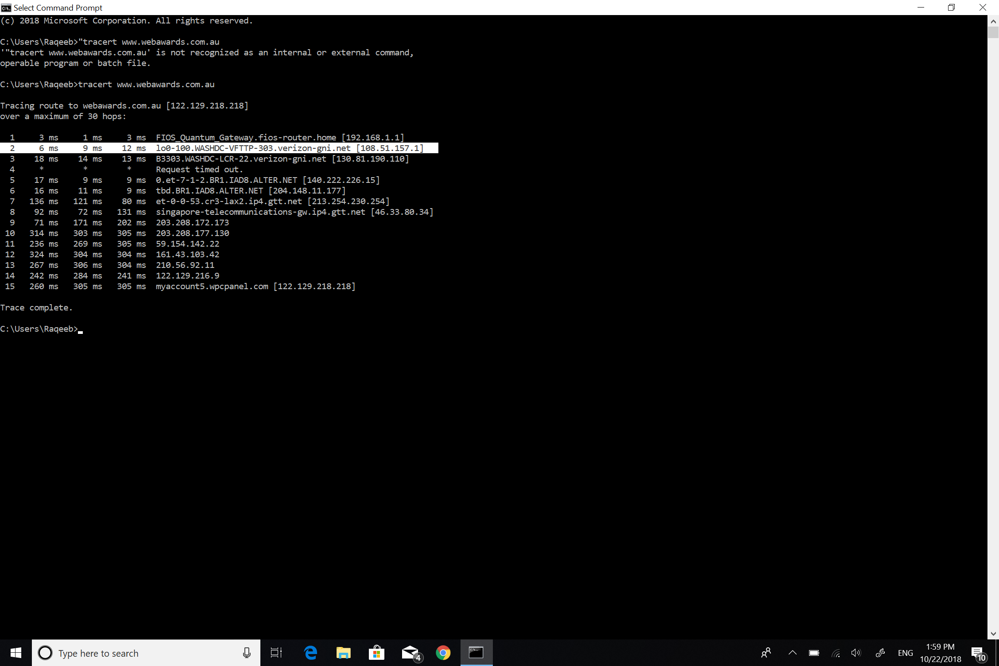 Select Command Prompt
(c) 2018 Microsoft Corporation. All rights reserved.
C:\Users\Raqeeb>"tracert www.webawards.com.au
'"tracert www.webawards.com.au' is not recognized as an internal or external command,
operable program or batch file.
C:\Users\Raqeeb>tracert www.webawards.com.au
Tracing route to webawards.com.au [122.129.218.218]
over a maximum of 30 hops:
1 3 ms 1 ms 3 ms FIOS_Quantum_Gateway.fios-router.home [192.168.1.1]
2 6 ms 9 ms 12 ms lo0-100.WASHDC-VFTTP-303.verizon-gni.net [108.51.157.1]
3 18 ms 14 ms 13 ms B3303.WASHDC-LCR-22.verizon-gni.net [130.81.190.110]
4 * * * Request timed out.
5 17 ms 9 ms 9 ms 0.et-7-1-2.BR1.IAD8.ALTER.NET [140.222.226.15]
6 16 ms 11 ms 9 ms tbd.BR1.IAD8.ALTER.NET [204.148.11.177]
7 136 ms 121 ms 80 ms et-0-0-53.cr3-lax2.ip4.gtt.net [213.254.230.254]
8 92 ms 72 ms 131 ms singapore-telecommunications-gw.ip4.gtt.net [46.33.80.34]
9 71 ms 171 ms 202 ms 203.208.172.173
10 314 ms 303 ms 305 ms 203.208.177.130
11 236 ms 269 ms 305 ms 59.154.142.22
12 324 ms 304 ms 304 ms 161.43.103.42
13 267 ms 306 ms 304 ms 210.56.92.11
14 242 ms 284 ms 241 ms 122.129.216.9
15 260 ms 305 ms 305 ms myaccount5.wpcpanel.com [122.129.218.218]
Trace complete.
C:\Users\Raqeeb>
Type here to search
4
ENG
1:59 PM
10/22/2018
10